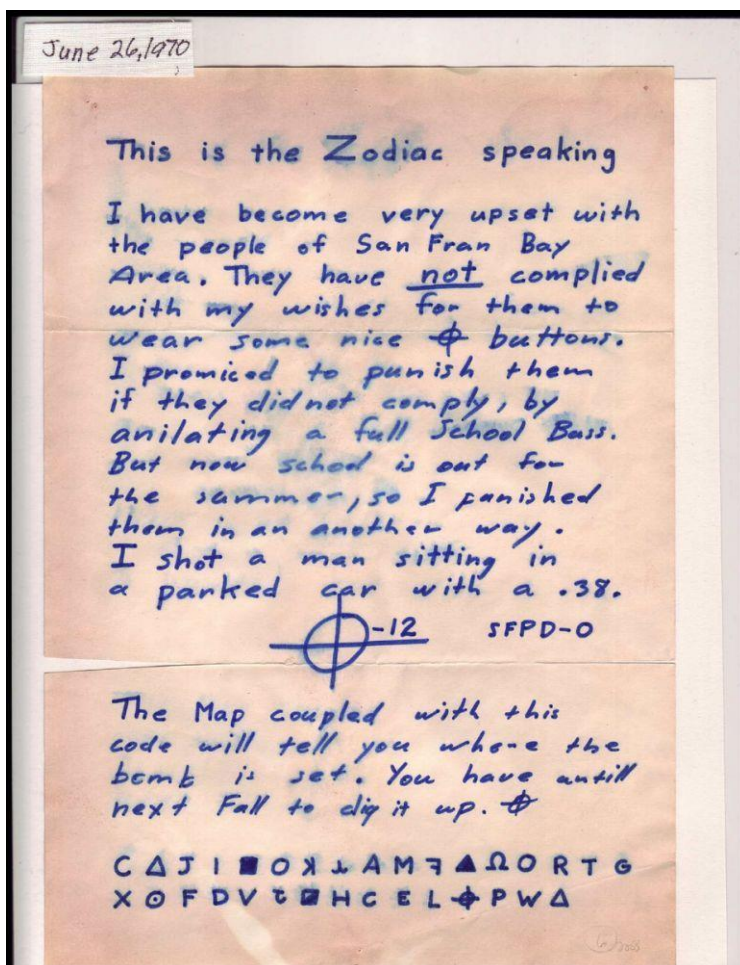 June 26, 1970
This is the Zodiac speaking
I have become very upset with
the people of San Fran Bay
Area. They have not complied
with my wishes for them to
wear some nice ⌖ buttons.
I promiced to punish them
if they did not comply, by
anilating a full School Buss.
But now school is out for
the summer, so I punished
them in an another way.
I shot a man sitting in
a parked car with a .38.
⌖-12 SFPD-0
The Map coupled with this
code will tell you where the
bomb is set. You have untill
next Fall to dig it up. ⌖
C Δ J I ■ O ꓘ ⅄ A M ꟻ ▲ Ω O R T G
X ⊙ F D V ⊟ H C E L ⌖ P W Δ